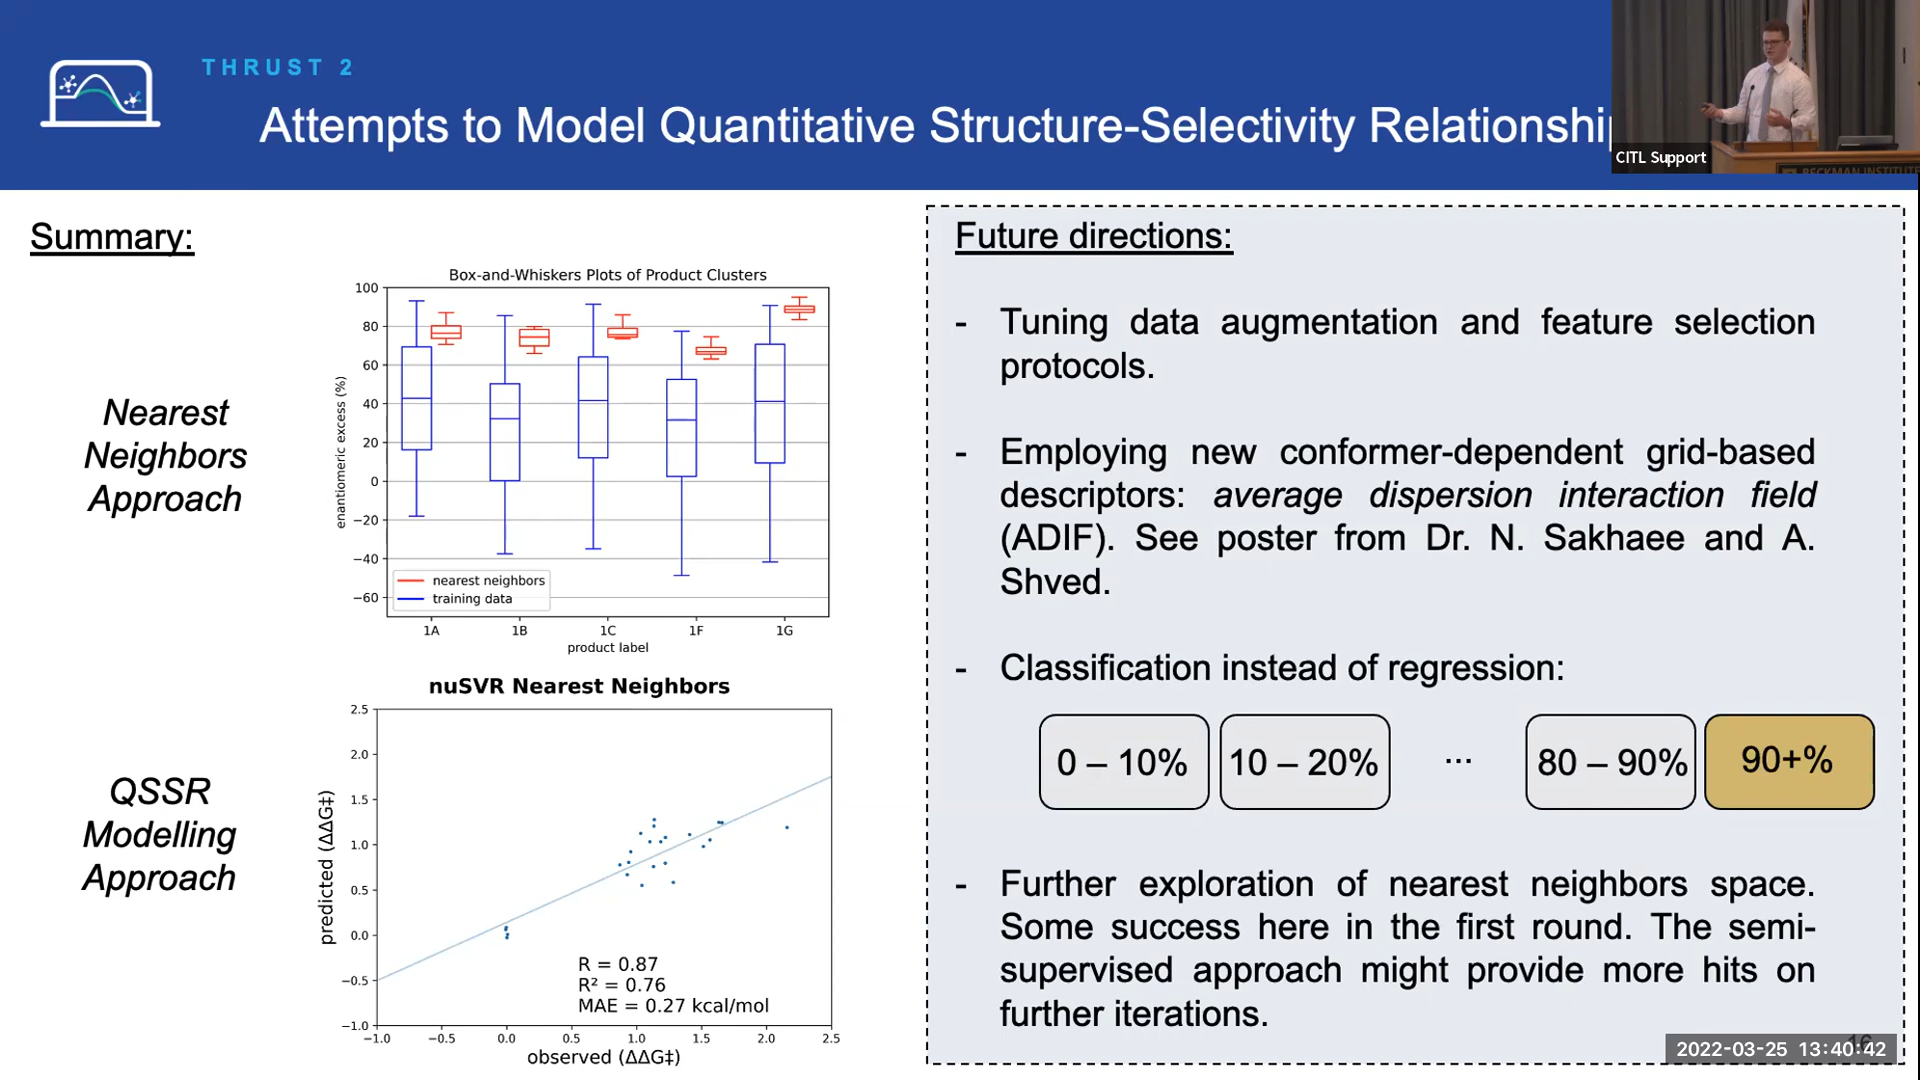 THRUST 2
Attempts to Model Quantitative Structure-Selectivity Relationship
CITL Support
BECKMAN INSTITUTE
Summary:
Nearest
Neighbors
Approach
Box-and-Whiskers Plots of Product Clusters
100
80
60
40
20
0
−20
−40
−60
enantiomeric excess (%)
nearest neighbors
training data
1A 1B 1C 1F 1G
product label
QSSR
Modelling
Approach
nuSVR Nearest Neighbors
2.5
2.0
1.5
1.0
0.5
0.0
−0.5
−1.0
predicted (ΔΔG‡)
R = 0.87
R² = 0.76
MAE = 0.27 kcal/mol
−1.0 −0.5 0.0 0.5 1.0 1.5 2.0 2.5
observed (ΔΔG‡)
Future directions:
- Tuning data augmentation and feature selection
protocols.
- Employing new conformer-dependent grid-based
descriptors: average dispersion interaction field
(ADIF). See poster from Dr. N. Sakhaee and A.
Shved.
- Classification instead of regression:
0 – 10% 10 – 20% ... 80 – 90% 90+%
- Further exploration of nearest neighbors space.
Some success here in the first round. The semi-
supervised approach might provide more hits on
further iterations.
16
2022-03-25 13:40:42